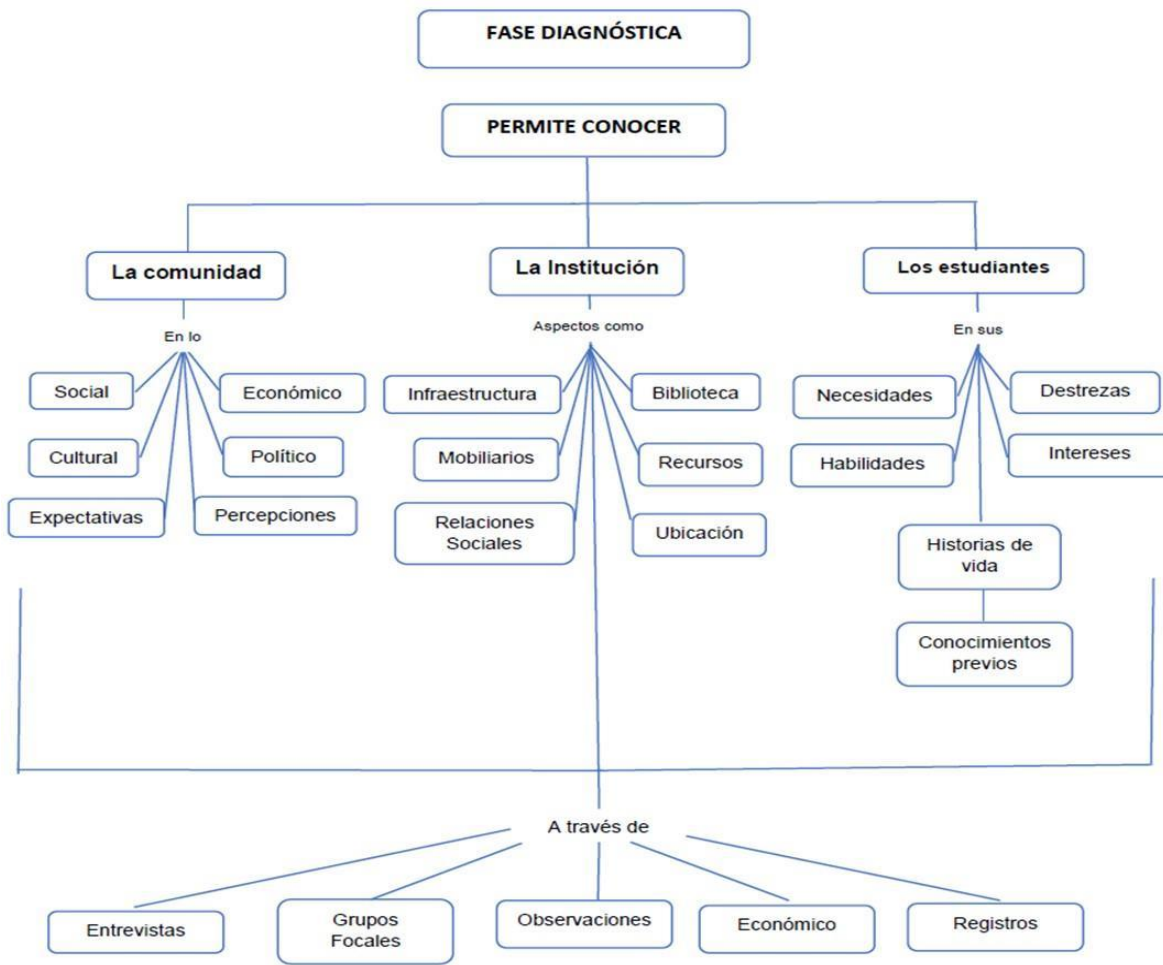 FASE DIAGNÓSTICA
PERMITE CONOCER
La comunidad
La Institución
Los estudiantes
En lo
Aspectos como
En sus
Social
Económico
Cultural
Político
Expectativas
Percepciones
Infraestructura
Biblioteca
Mobiliarios
Recursos
Relaciones
Sociales
Ubicación
Necesidades
Destrezas
Habilidades
Intereses
Historias de
vida
Conocimientos
previos
A través de
Entrevistas
Grupos
Focales
Observaciones
Económico
Registros